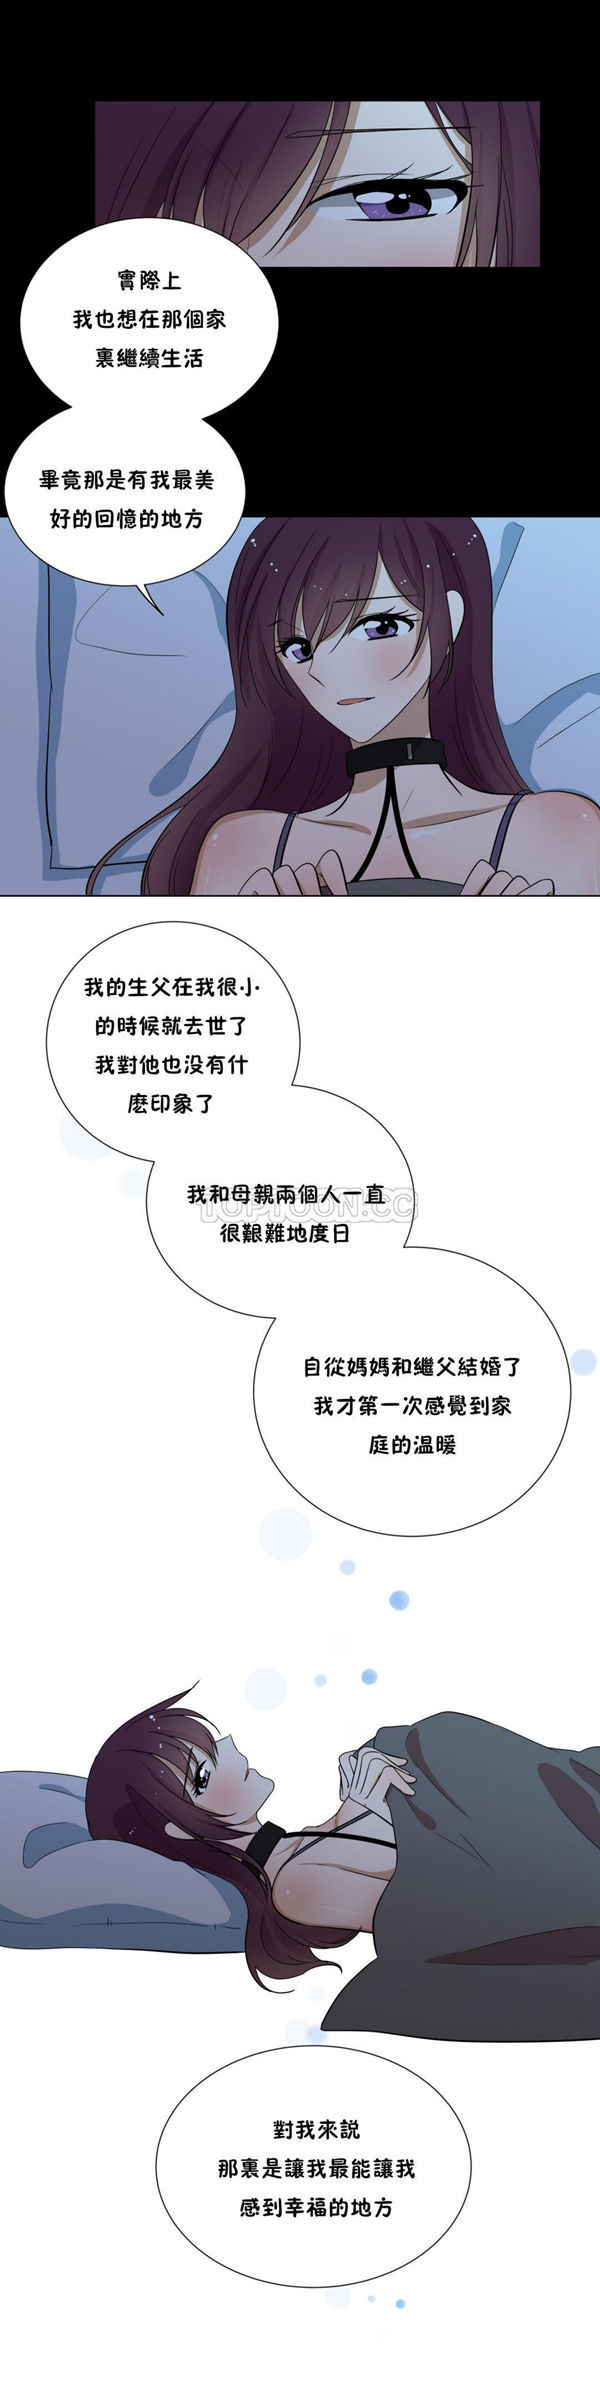 實際上
我也想在那個家
裏繼續生活
畢竟那是有我最美
好的回憶的地方
我的生父在我很小
的時候就去世了
我對他也没有什
麽印象了
我和母親兩個人一直
TOPTOON.CC
很艱難地度日
自從媽媽和繼父結婚了
我才第一次感覺到家
庭的温暖
對我來説
那裏是讓我最能讓我
感到幸福的地方